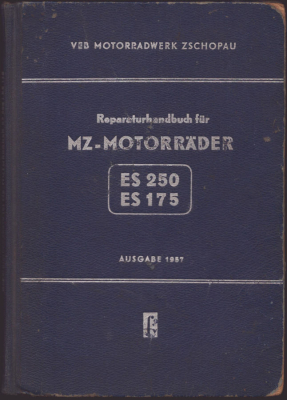 VEB MOTORRADWERK ZSCHOPAU
Reparaturhandbuch für
MZ-MOTORRÄDER
ES 250
ES 175
AUSGABE 1957